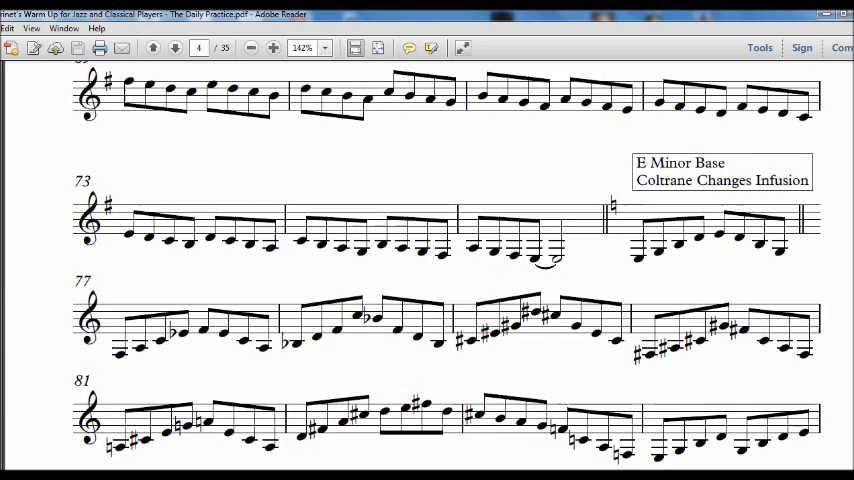 rinet's Warm Up for Jazz and Classical Players - The Daily Practice.pdf - Adobe Reader
Edit View Window Help
4 / 35 142% Tools Sign Com
73
E Minor Base
Coltrane Changes Infusion
77
81